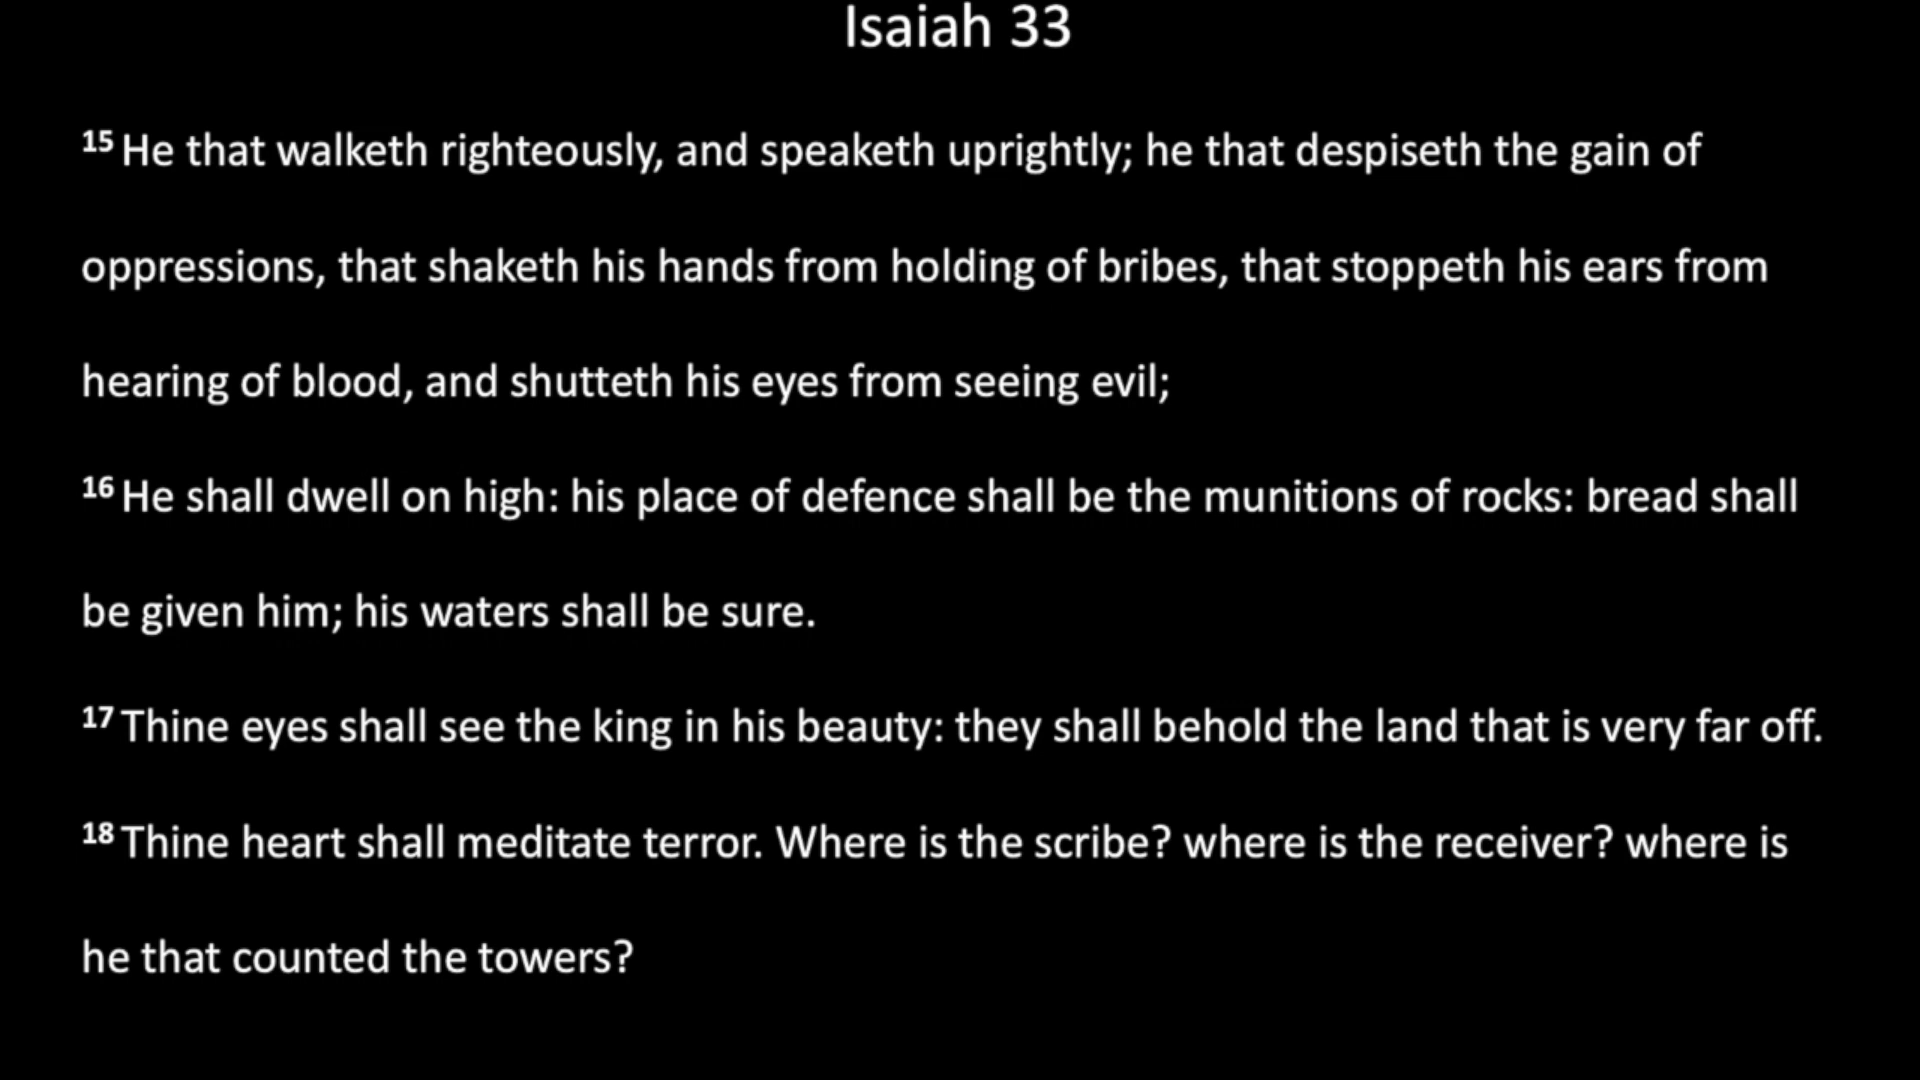 Isaiah 33
15 He that walketh righteously, and speaketh uprightly; he that despiseth the gain of
oppressions, that shaketh his hands from holding of bribes, that stoppeth his ears from
hearing of blood, and shutteth his eyes from seeing evil;
16 He shall dwell on high: his place of defence shall be the munitions of rocks: bread shall
be given him; his waters shall be sure.
17 Thine eyes shall see the king in his beauty: they shall behold the land that is very far off.
18 Thine heart shall meditate terror. Where is the scribe? where is the receiver? where is
he that counted the towers?